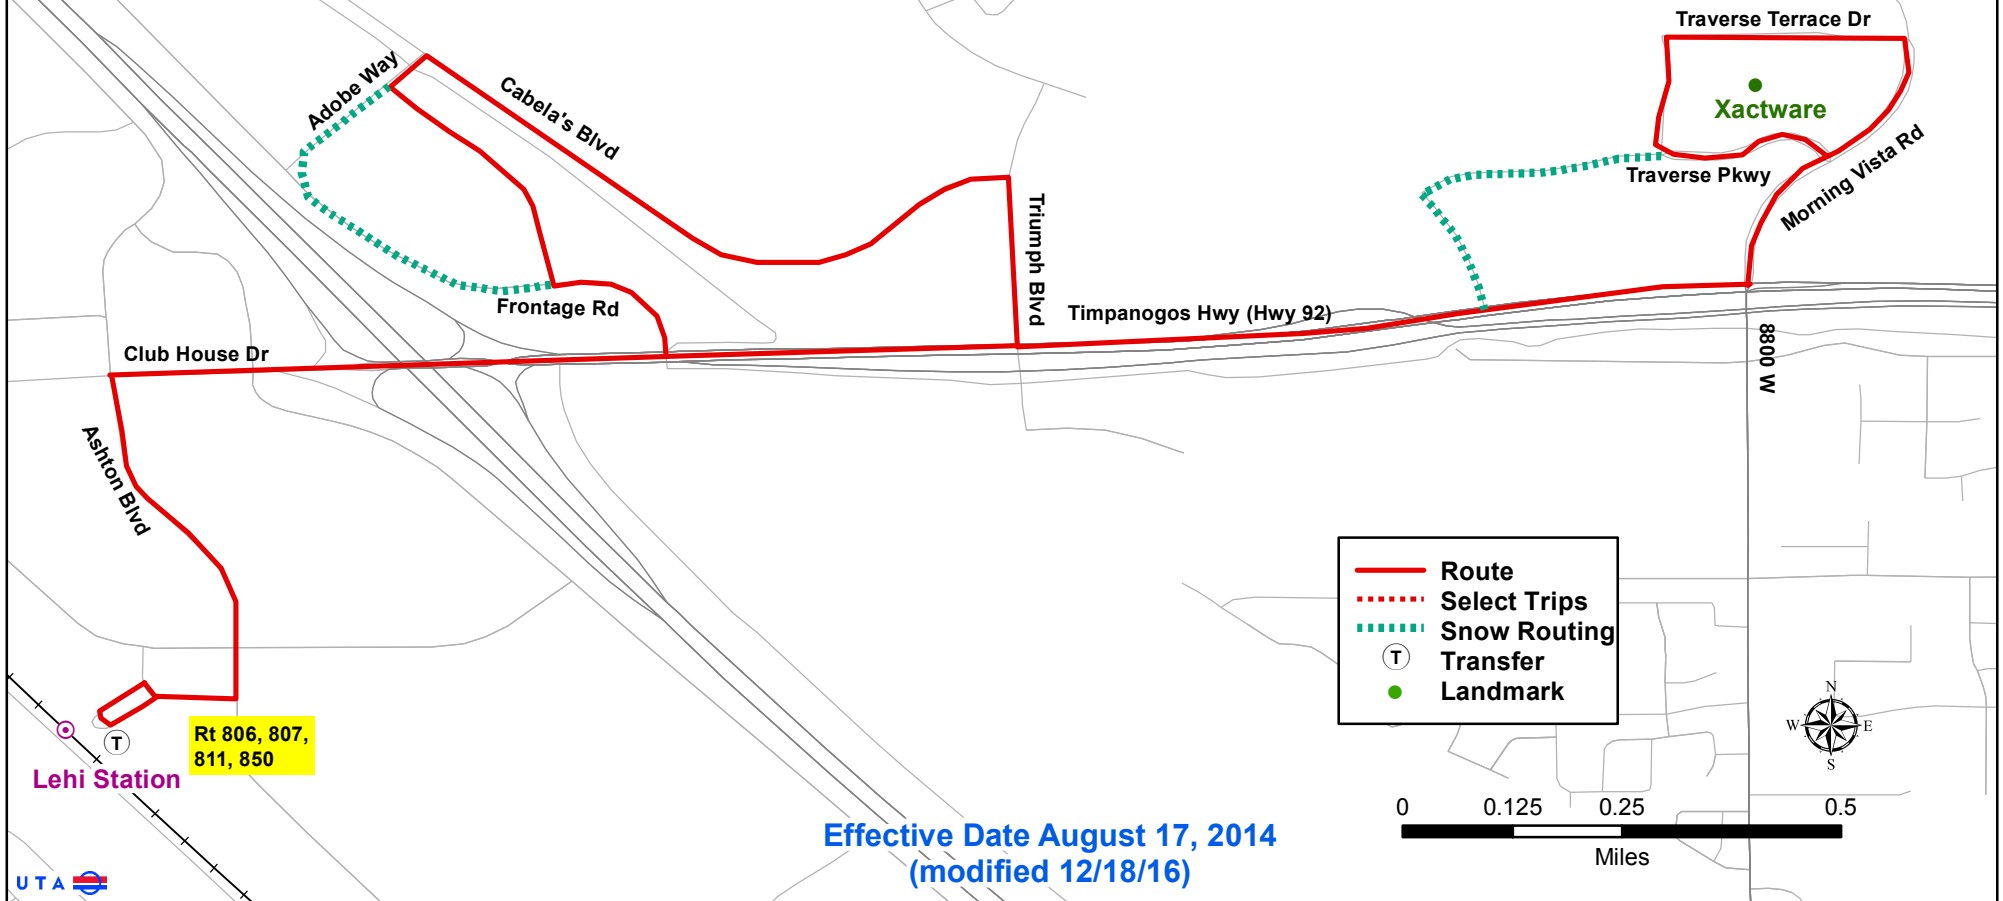 Traverse Terrace Dr
Adobe Way
Cabela's Blvd
Xactware
Traverse Pkwy
Morning Vista Rd
Triumph Blvd
Frontage Rd
Timpanogos Hwy (Hwy 92)
Club House Dr
8800 W
Ashton Blvd
Route
Select Trips
Snow Routing
T Transfer
Landmark
Rt 806, 807,
811, 850
T
Lehi Station
N
W E
S
0 0.125 0.25 0.5
Miles
Effective Date August 17, 2014
(modified 12/18/16)
UTA